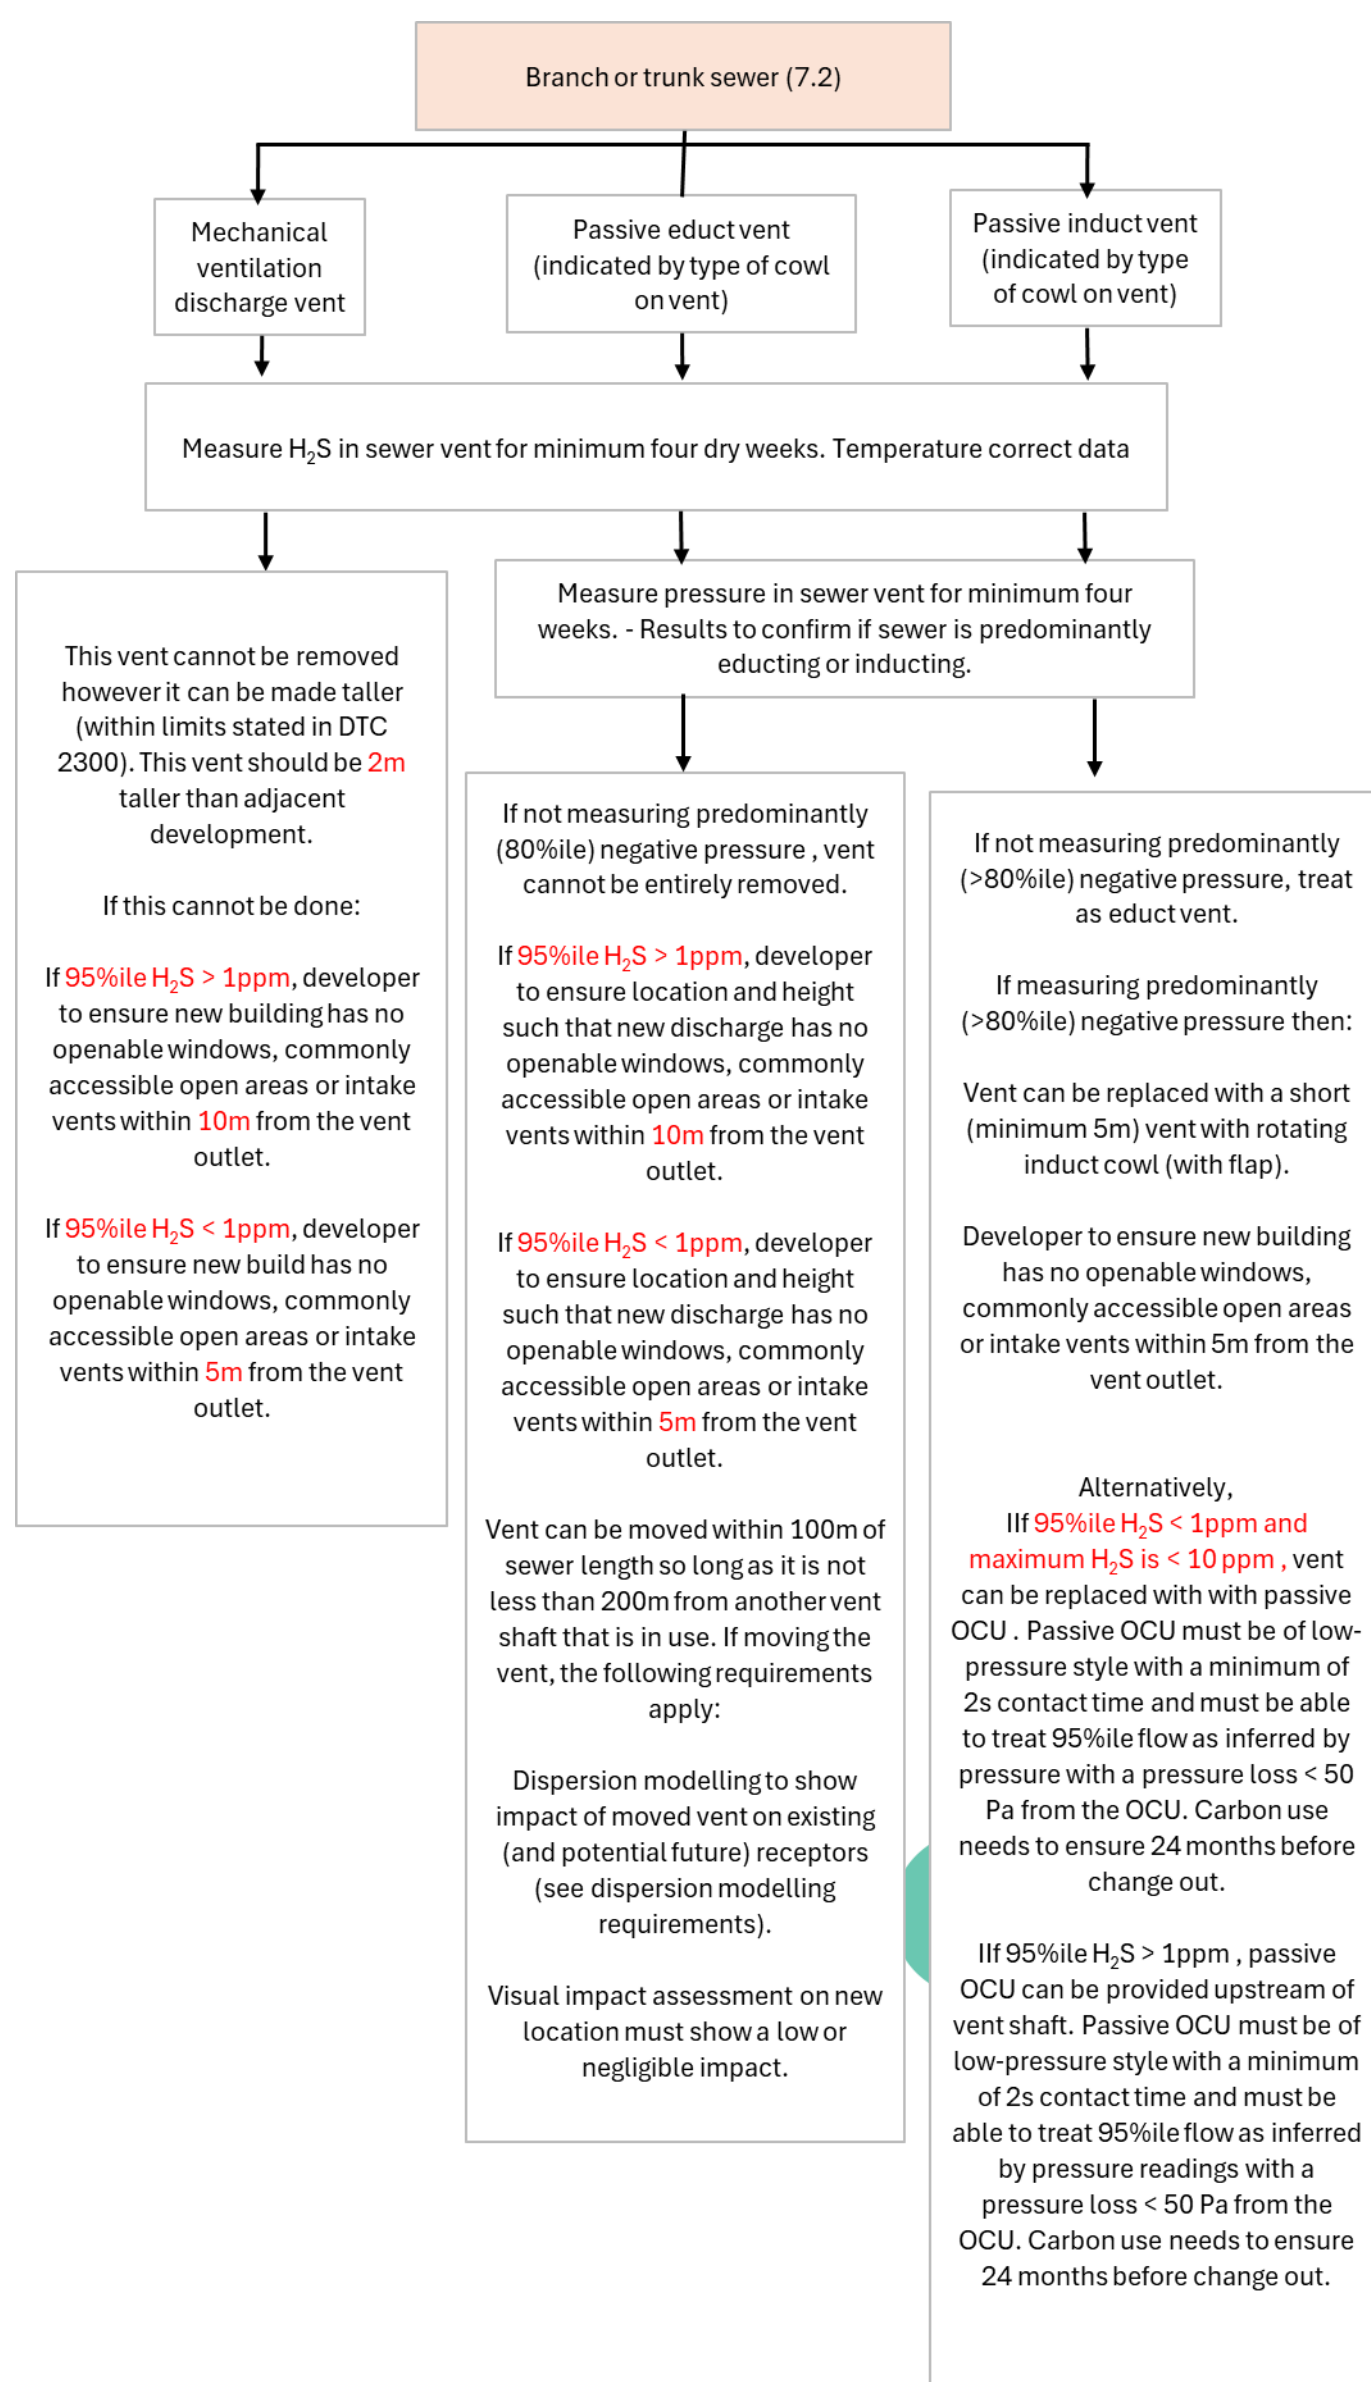 Branch or trunk sewer (7.2)
Mechanical
ventilation
discharge vent
Passive educt vent
(indicated by type of cowl
on vent)
Passive induct vent
(indicated by type
of cowl on vent)
Measure H₂S in sewer vent for minimum four dry weeks. Temperature correct data
This vent cannot be removed
however it can be made taller
(within limits stated in DTC
2300). This vent should be 2m
taller than adjacent
development.
If this cannot be done:
If 95%ile H₂S > 1ppm, developer
to ensure new building has no
openable windows, commonly
accessible open areas or intake
vents within 10m from the vent
outlet.
If 95%ile H₂S < 1ppm, developer
to ensure new build has no
openable windows, commonly
accessible open areas or intake
vents within 5m from the vent
outlet.
Measure pressure in sewer vent for minimum four
weeks. - Results to confirm if sewer is predominantly
educting or inducting.
If not measuring predominantly
(80%ile) negative pressure , vent
cannot be entirely removed.
If 95%ile H₂S > 1ppm, developer
to ensure location and height
such that new discharge has no
openable windows, commonly
accessible open areas or intake
vents within 10m from the vent
outlet.
If 95%ile H₂S < 1ppm, developer
to ensure location and height
such that new discharge has no
openable windows, commonly
accessible open areas or intake
vents within 5m from the vent
outlet.
Vent can be moved within 100m of
sewer length so long as it is not
less than 200m from another vent
shaft that is in use. If moving the
vent, the following requirements
apply:
Dispersion modelling to show
impact of moved vent on existing
(and potential future) receptors
(see dispersion modelling
requirements).
Visual impact assessment on new
location must show a low or
negligible impact.
If not measuring predominantly
(>80%ile) negative pressure, treat
as educt vent.
If measuring predominantly
(>80%ile) negative pressure then:
Vent can be replaced with a short
(minimum 5m) vent with rotating
induct cowl (with flap).
Developer to ensure new building
has no openable windows,
commonly accessible open areas
or intake vents within 5m from the
vent outlet.
Alternatively,
IIf 95%ile H₂S < 1ppm and
maximum H₂S is < 10 ppm , vent
can be replaced with with passive
OCU . Passive OCU must be of low-
pressure style with a minimum of
2s contact time and must be able
to treat 95%ile flow as inferred by
pressure with a pressure loss < 50
Pa from the OCU. Carbon use
needs to ensure 24 months before
change out.
IIf 95%ile H₂S > 1ppm , passive
OCU can be provided upstream of
vent shaft. Passive OCU must be of
low-pressure style with a minimum
of 2s contact time and must be
able to treat 95%ile flow as inferred
by pressure readings with a
pressure loss < 50 Pa from the
OCU. Carbon use needs to ensure
24 months before change out.